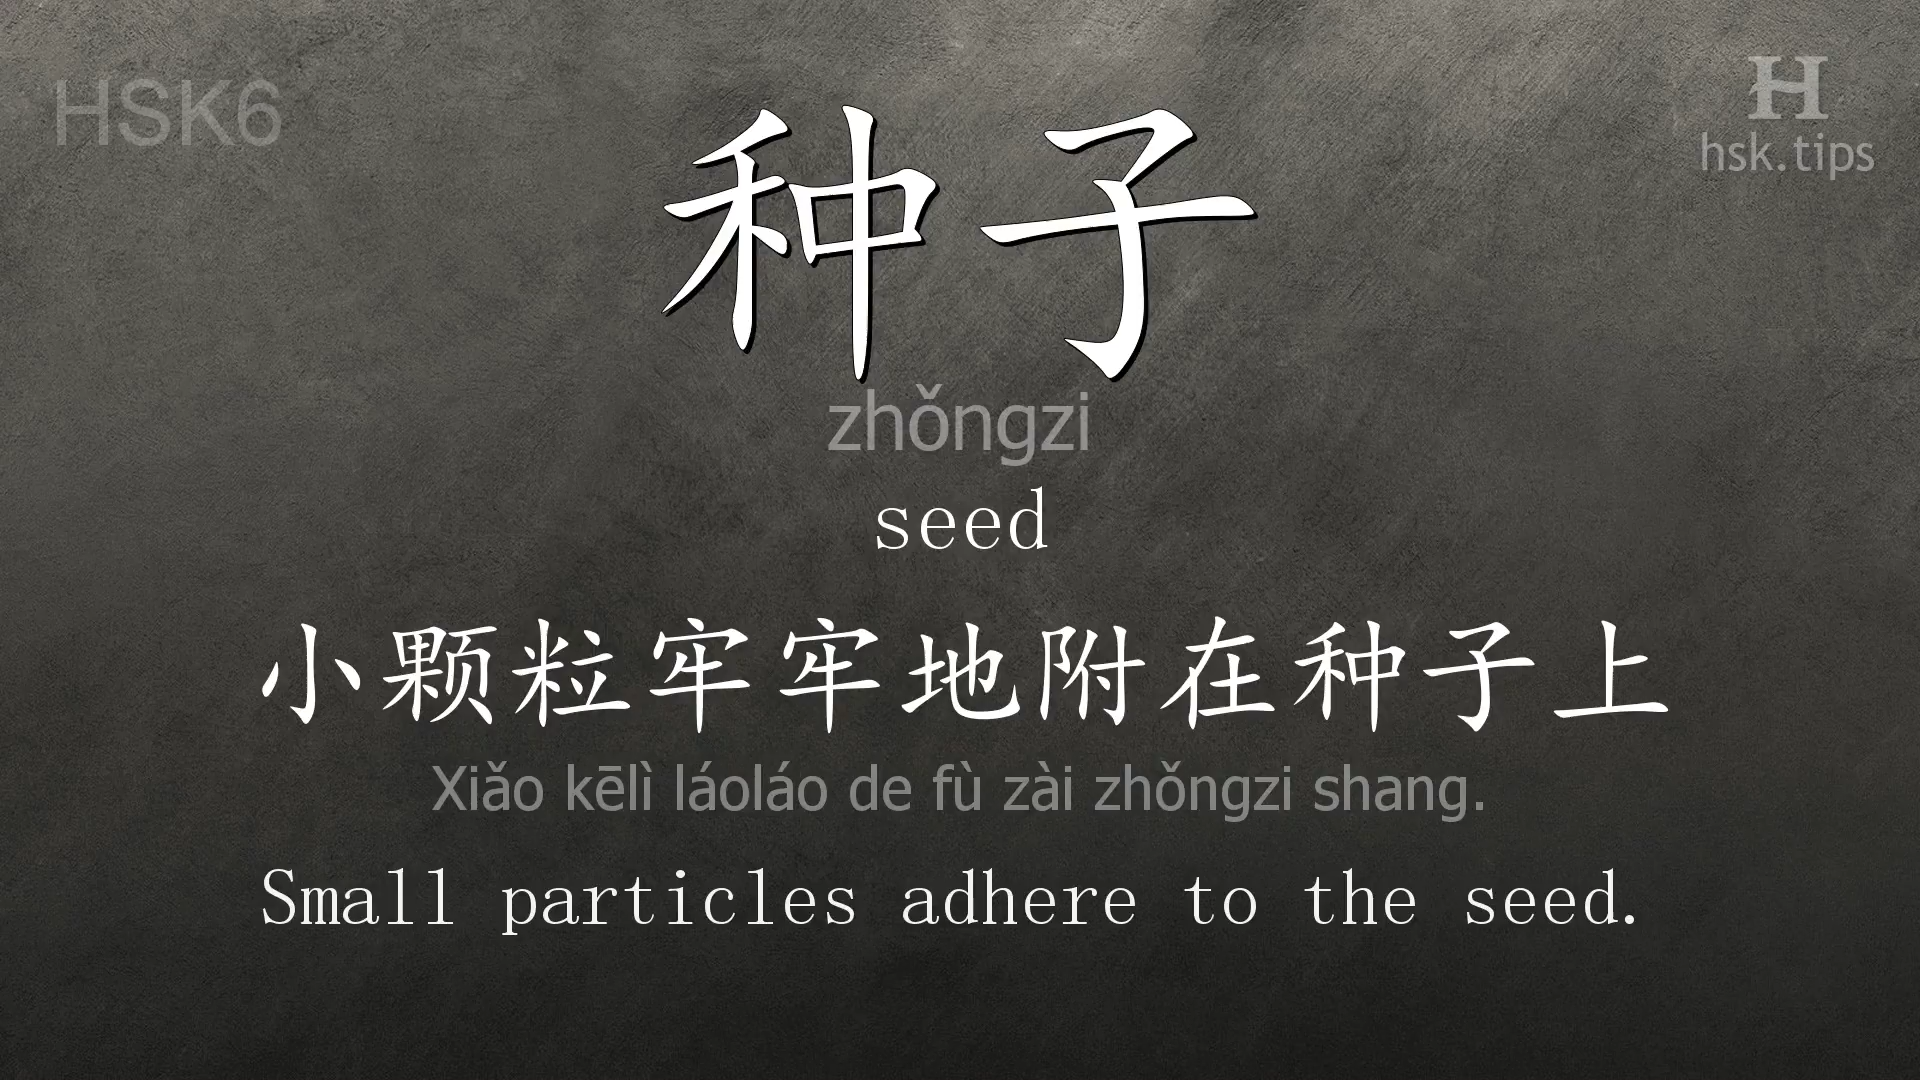 HSK6
H
hsk.tips
种子
zhǒngzi
seed
小颗粒牢牢地附在种子上
Xiǎo kēlì láoláo de fù zài zhǒngzi shang.
Small particles adhere to the seed.